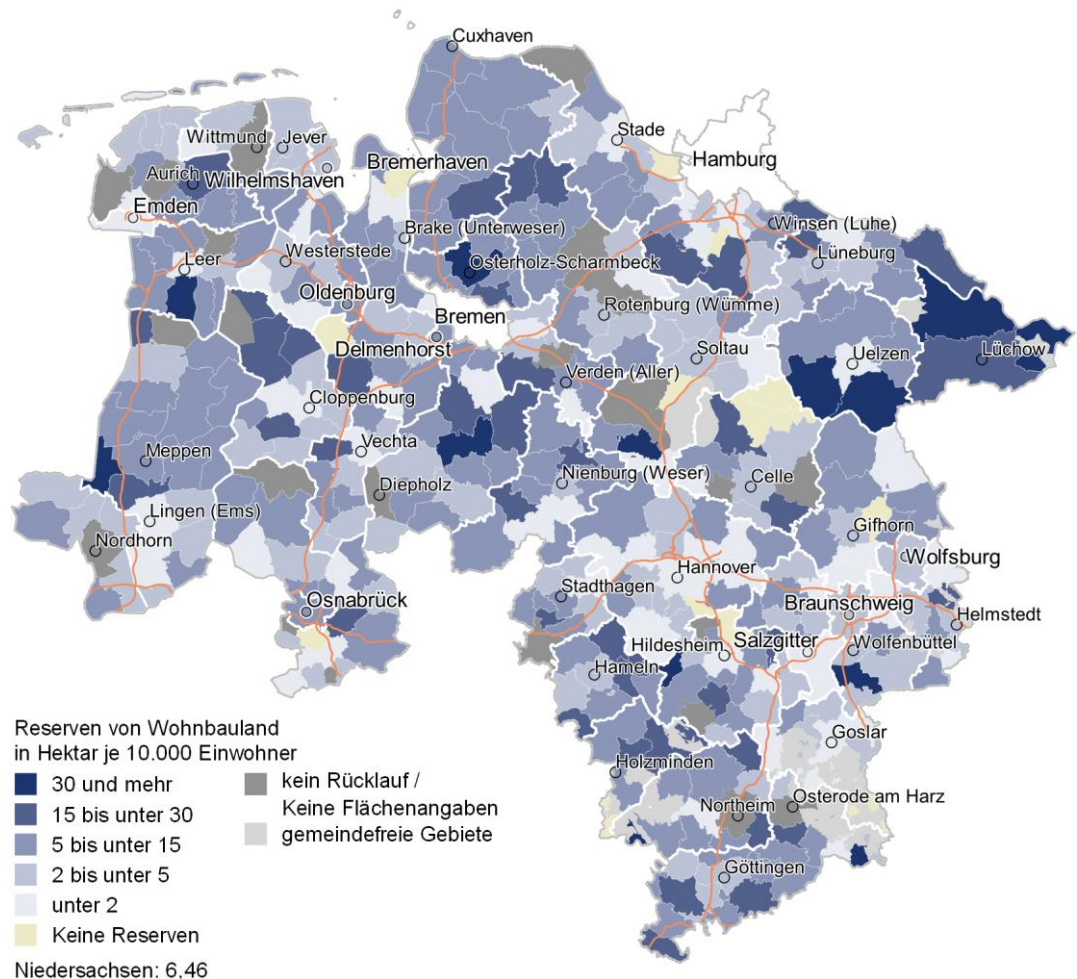 Cuxhaven
Stade
Hamburg
Wittmund
Jever
Bremerhaven
Aurich
Wilhelmshaven
Emden
Brake (Unterweser)
Winsen (Luhe)
Westerstede
Lüneburg
Leer
Osterholz-Scharmbeck
Oldenburg
Rotenburg (Wümme)
Bremen
Delmenhorst
Soltau
Uelzen
Lüchow
Verden (Aller)
Cloppenburg
Vechta
Meppen
Nienburg (Weser)
Celle
Diepholz
Lingen (Ems)
Gifhorn
Nordhorn
Wolfsburg
Hannover
Stadthagen
Osnabrück
Braunschweig
Helmstedt
Hildesheim
Salzgitter
Wolfenbüttel
Hameln
Goslar
Holzminden
Northeim
Osterode am Harz
Göttingen
Reserven von Wohnbauland
in Hektar je 10.000 Einwohner
30 und mehr
15 bis unter 30
5 bis unter 15
2 bis unter 5
unter 2
Keine Reserven
kein Rücklauf /
Keine Flächenangaben
gemeindefreie Gebiete
Niedersachsen: 6,46